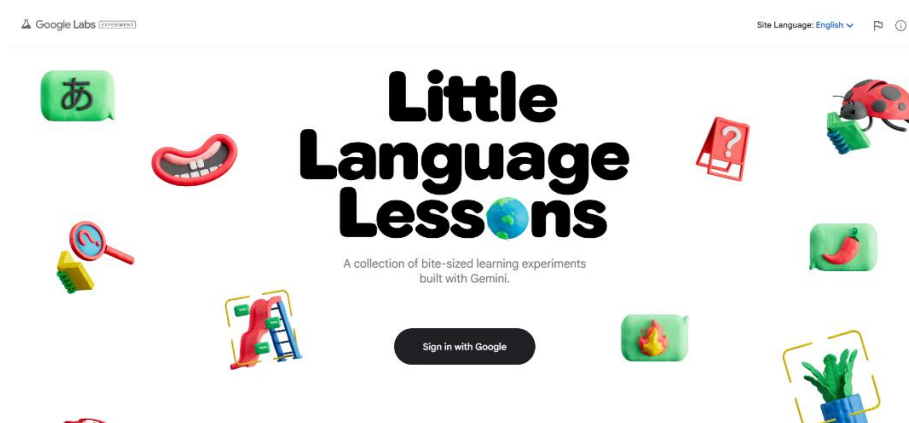 Google Labs EXPERIMENT
Site Language: English
あ
Little
Language
Lessons
?
?
A collection of bite-sized learning experiments
built with Gemini.
Sign in with Google